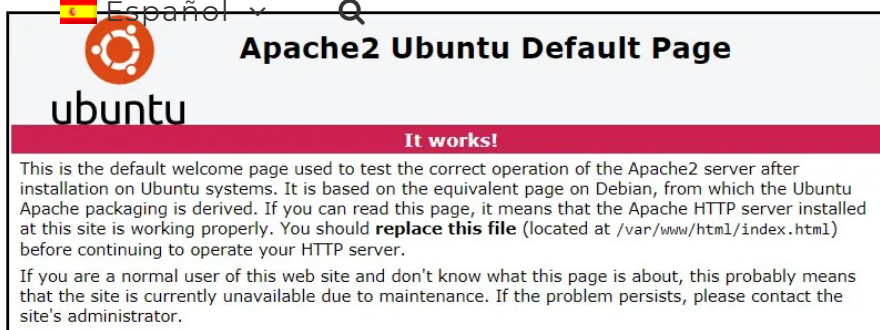 Español
Apache2 Ubuntu Default Page
ubuntu
It works!
This is the default welcome page used to test the correct operation of the Apache2 server after
installation on Ubuntu systems. It is based on the equivalent page on Debian, from which the Ubuntu
Apache packaging is derived. If you can read this page, it means that the Apache HTTP server installed
at this site is working properly. You should replace this file (located at /var/www/html/index.html)
before continuing to operate your HTTP server.
If you are a normal user of this web site and don't know what this page is about, this probably means
that the site is currently unavailable due to maintenance. If the problem persists, please contact the
site's administrator.